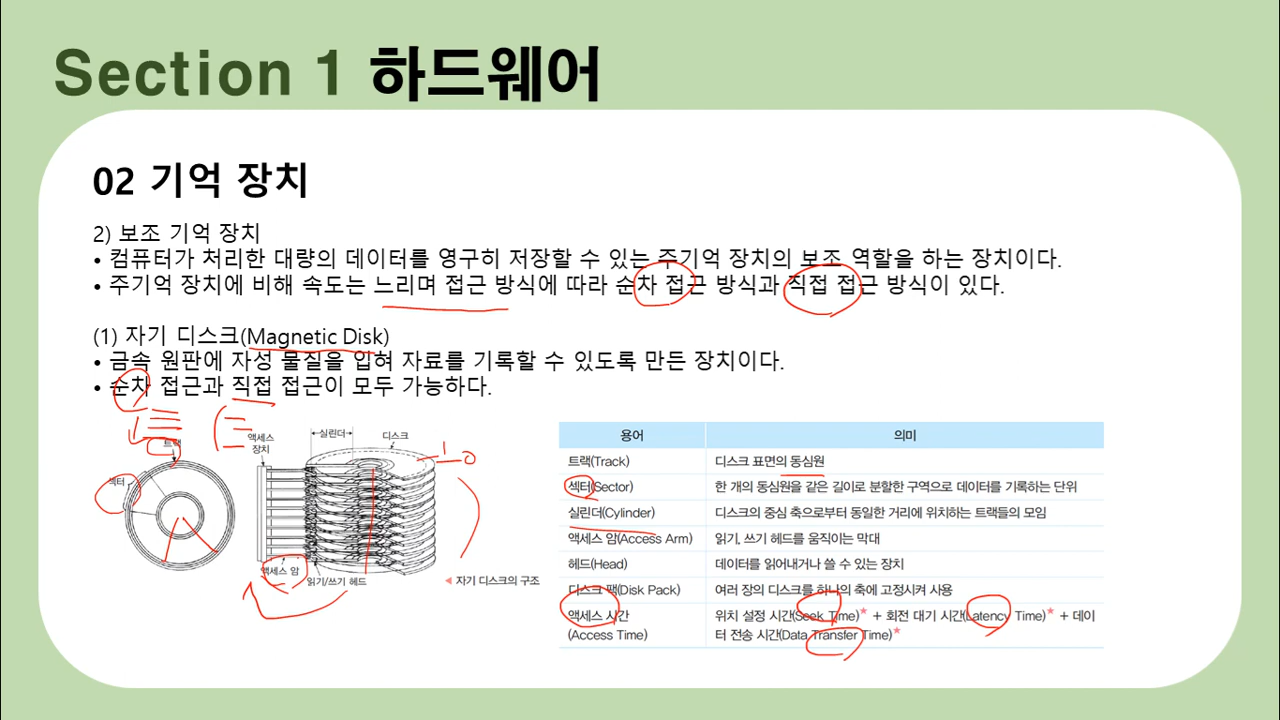 Section 1 하드웨어
02 기억 장치
2) 보조 기억 장치
• 컴퓨터가 처리한 대량의 데이터를 영구히 저장할 수 있는 주기억 장치의 보조 역할을 하는 장치이다.
• 주기억 장치에 비해 속도는 느리며 접근 방식에 따라 순차 접근 방식과 직접 접근 방식이 있다.
(1) 자기 디스크(Magnetic Disk)
• 금속 원판에 자성 물질을 입혀 자료를 기록할 수 있도록 만든 장치이다.
• 순차 접근과 직접 접근이 모두 가능하다.
트랙
섹터
액세스
장치
실린더
디스크
액세스 암
읽기/쓰기 헤드
◀ 자기 디스크의 구조
용어 의미
트랙(Track) 디스크 표면의 동심원
섹터(Sector) 한 개의 동심원을 같은 길이로 분할한 구역으로 데이터를 기록하는 단위
실린더(Cylinder) 디스크의 중심 축으로부터 동일한 거리에 위치하는 트랙들의 모임
액세스 암(Access Arm) 읽기, 쓰기 헤드를 움직이는 막대
헤드(Head) 데이터를 읽어내거나 쓸 수 있는 장치
디스크 팩(Disk Pack) 여러 장의 디스크를 하나의 축에 고정시켜 사용
액세스 시간 위치 설정 시간(Seek Time)* + 회전 대기 시간(Latency Time)* + 데이
(Access Time) 터 전송 시간(Data Transfer Time)*